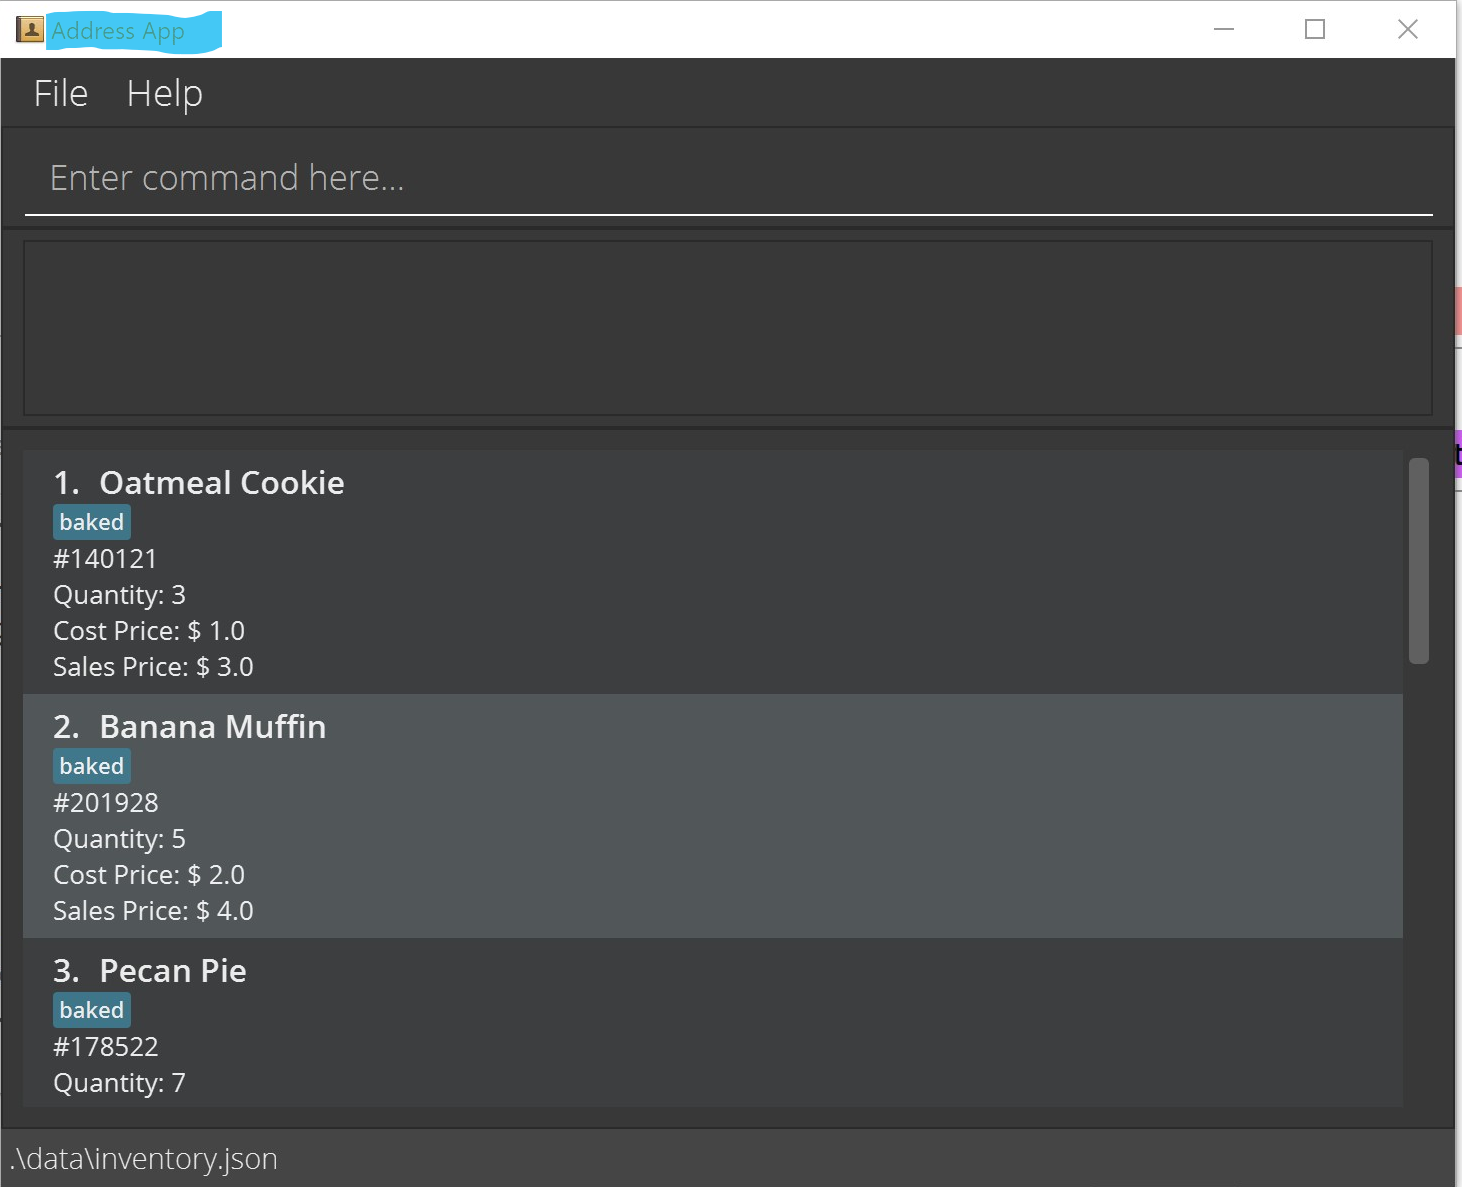 Address App
File Help
Enter command here...
1. Oatmeal Cookie
baked
#140121
Quantity: 3
Cost Price: $ 1.0
Sales Price: $ 3.0
2. Banana Muffin
baked
#201928
Quantity: 5
Cost Price: $ 2.0
Sales Price: $ 4.0
3. Pecan Pie
baked
#178522
Quantity: 7
.\data\inventory.json